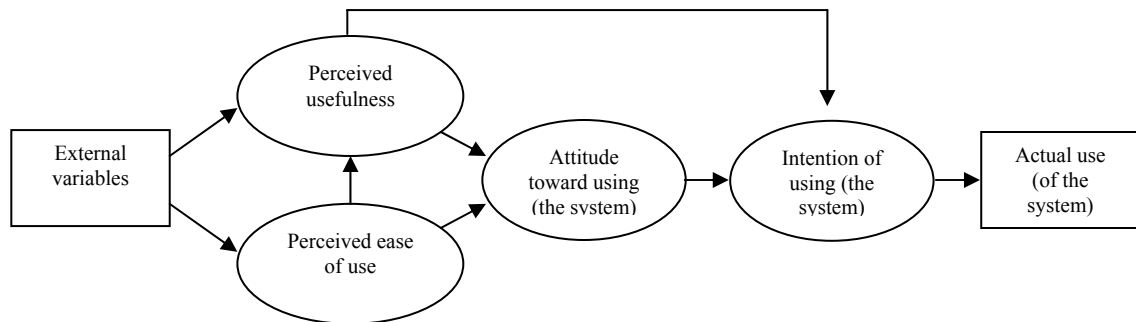 Perceived
usefulness
External
variables
Perceived ease
of use
Attitude
toward using
(the system)
Intention of
using (the
system)
Actual use
(of the
system)